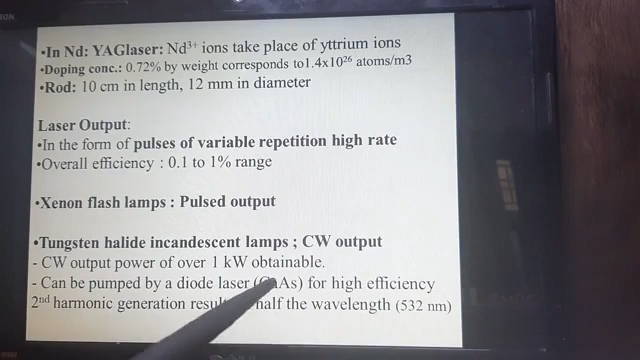 •In Nd: YAGlaser: Nd³⁺ ions take place of yttrium ions
•Doping conc.: 0.72% by weight corresponds to1.4x10²⁶ atoms/m3
•Rod: 10 cm in length, 12 mm in diameter
Laser Output:
•In the form of pulses of variable repetition high rate
•Overall efficiency : 0.1 to 1% range
•Xenon flash lamps : Pulsed output
•Tungsten halide incandescent lamps ; CW output
- CW output power of over 1 kW obtainable.
- Can be pumped by a diode laser (GaAs) for high efficiency
2nd harmonic generation half the wavelength (532 nm)